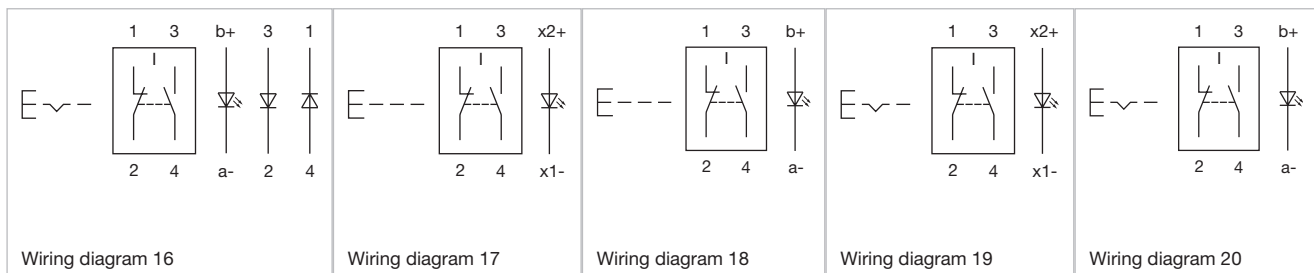 1 3 b+ 3 1
I
2 4 a- 2 4
Wiring diagram 16
1 3 x2+
I
2 4 x1-
Wiring diagram 17
1 3 b+
I
2 4 a-
Wiring diagram 18
1 3 x2+
I
2 4 x1-
Wiring diagram 19
1 3 b+
I
2 4 a-
Wiring diagram 20